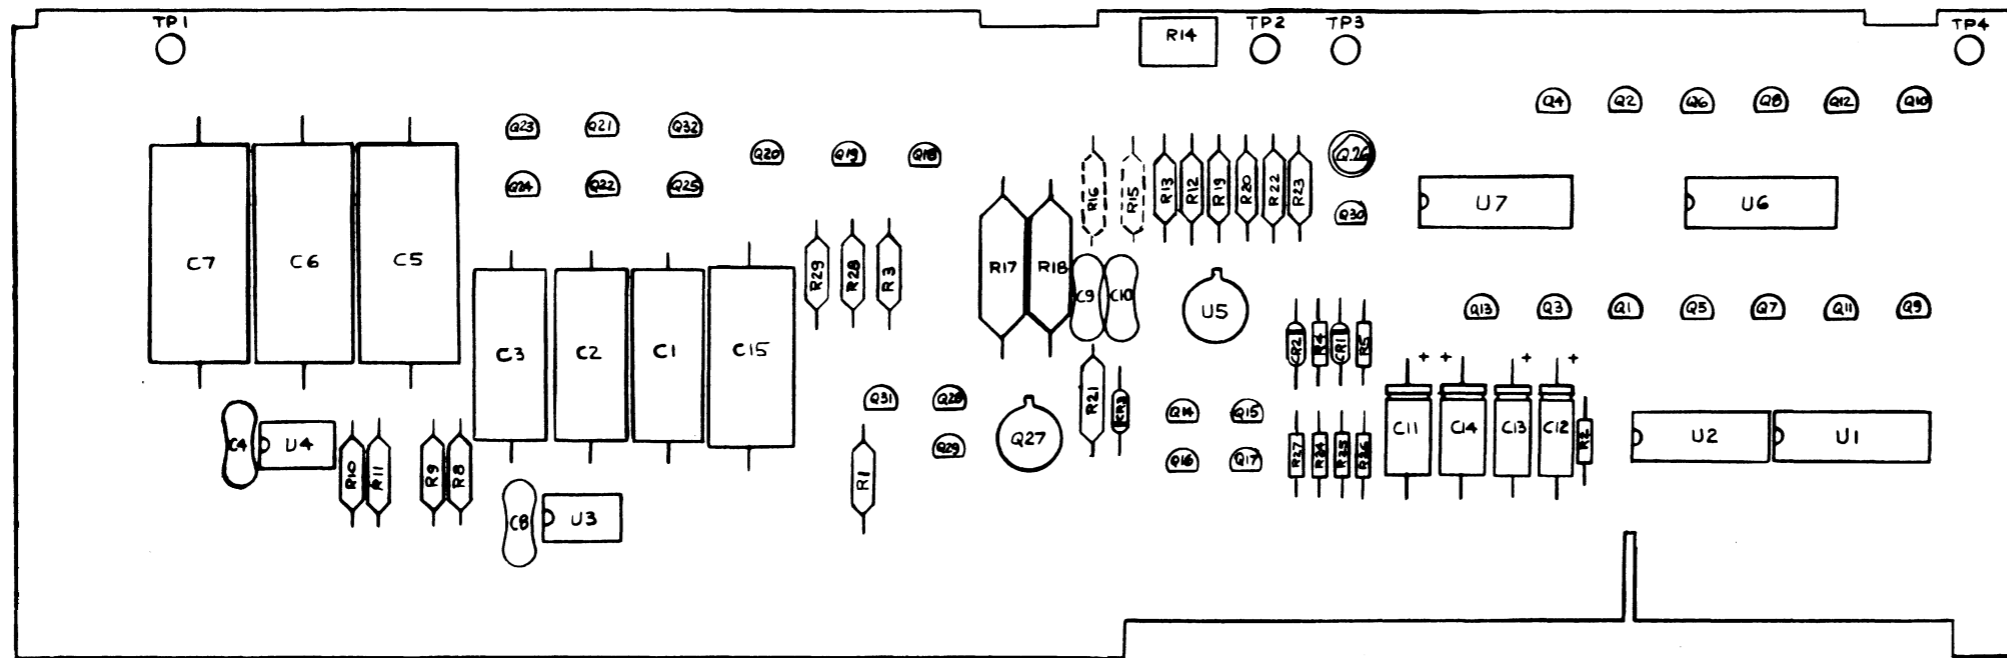 TP1
R14
TP2
TP3
TP4
Q4
Q2
Q6
Q8
Q12
Q10
Q23
Q21
Q32
Q20
Q19
Q18
Q26
Q24
Q22
Q25
R16
R15
R13
R12
R19
R20
R22
R23
Q30
U7
U6
C7
C6
C5
R29
R28
R3
R17
R18
C9
C10
U5
Q13
Q3
Q1
Q5
Q7
Q11
Q9
C3
C2
C1
C15
CR2
R4
CR1
R5
+ + + +
Q31
Q28
R21
CR3
Q14
Q15
C11
C14
C13
C12
R2
U2
U1
C4
U4
R10
R11
R9
R8
R1
Q29
Q27
Q16
Q17
R27
R24
R25
R26
C8
U3